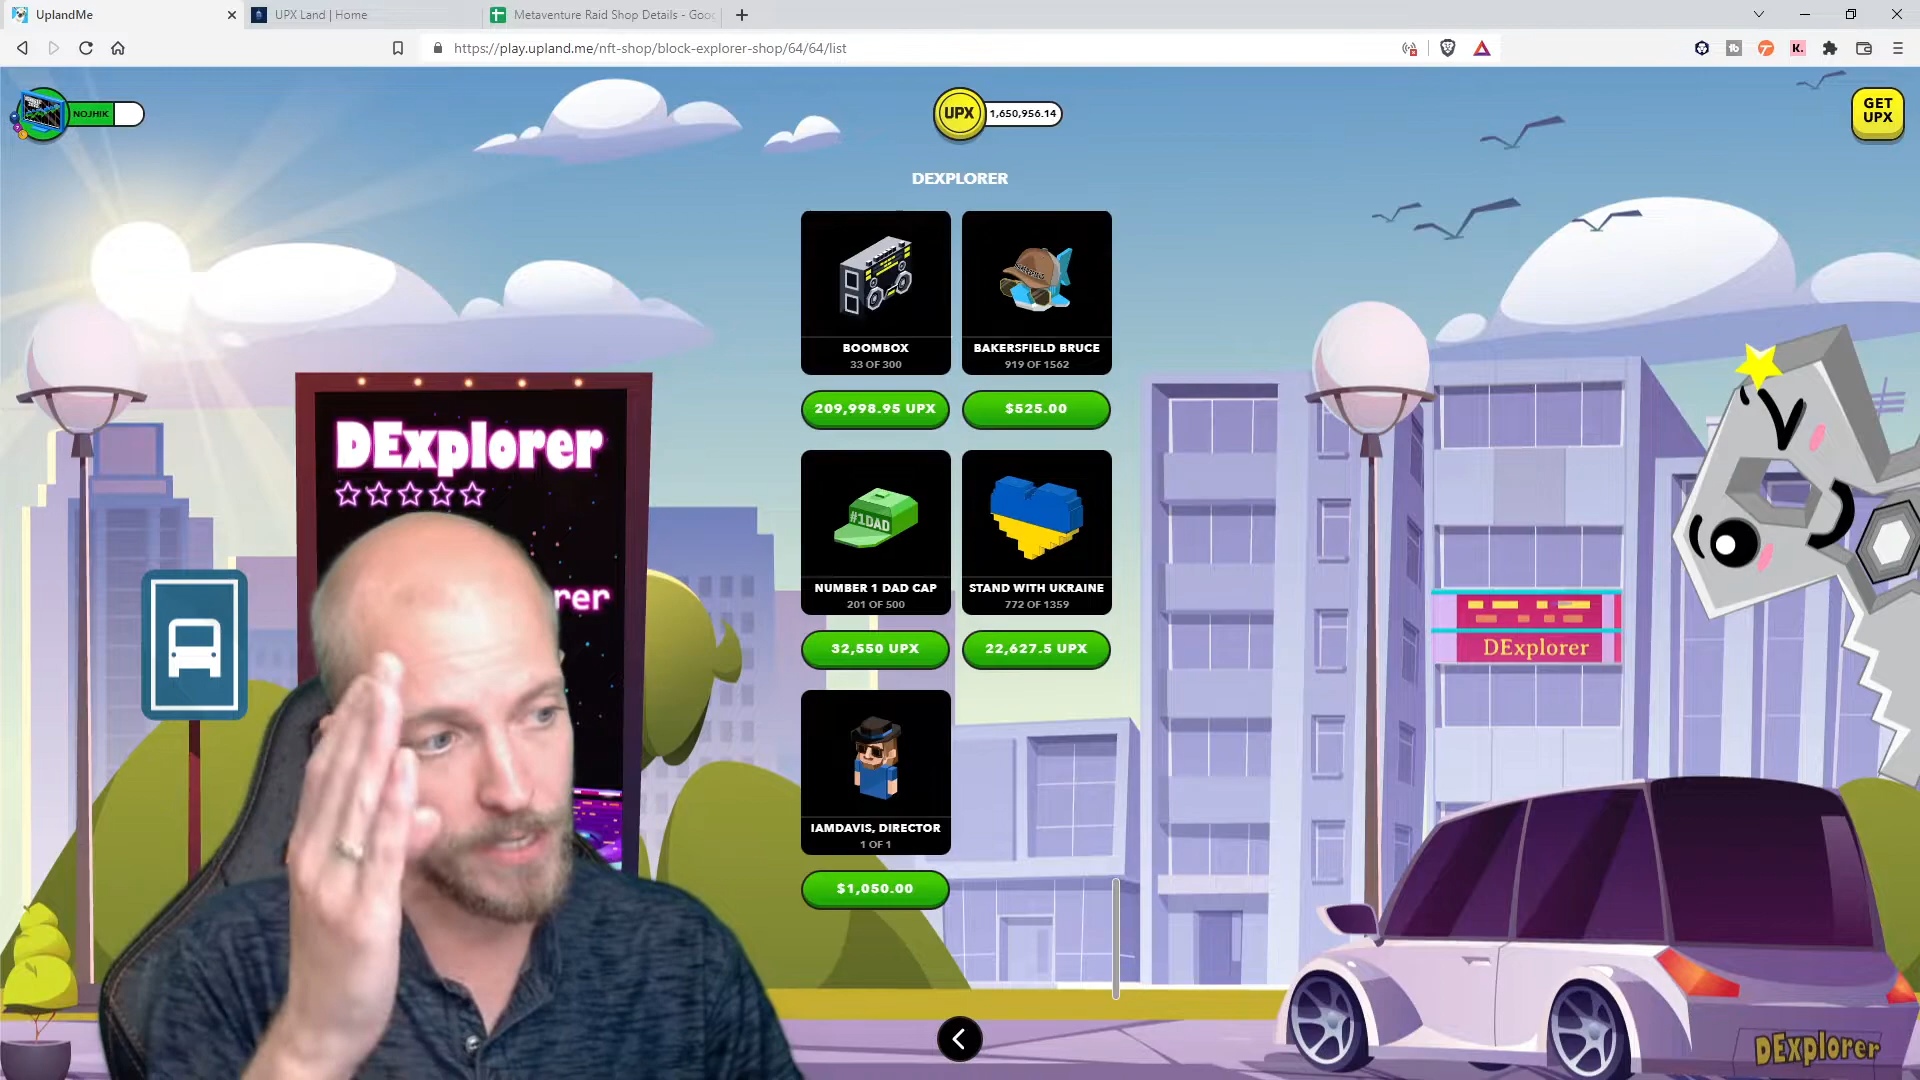 UplandMe
UPX Land | Home
Metaventure Raid Shop Details - Goo
https://play.upland.me/nft-shop/block-explorer-shop/64/64/list
K.
NOJHIK
UPX
1,650,956.14
GET
UPX
DEXPLORER
BOOMBOX
33 OF 300
209,998.95 UPX
BAKERSFIELD BRUCE
919 OF 1562
$525.00
#1DAD
NUMBER 1 DAD CAP
201 OF 500
32,550 UPX
STAND WITH UKRAINE
772 OF 1359
22,627.5 UPX
IAMDAVIS, DIRECTOR
1 OF 1
$1,050.00
DExplorer
rer
DExplorer
DExplorer